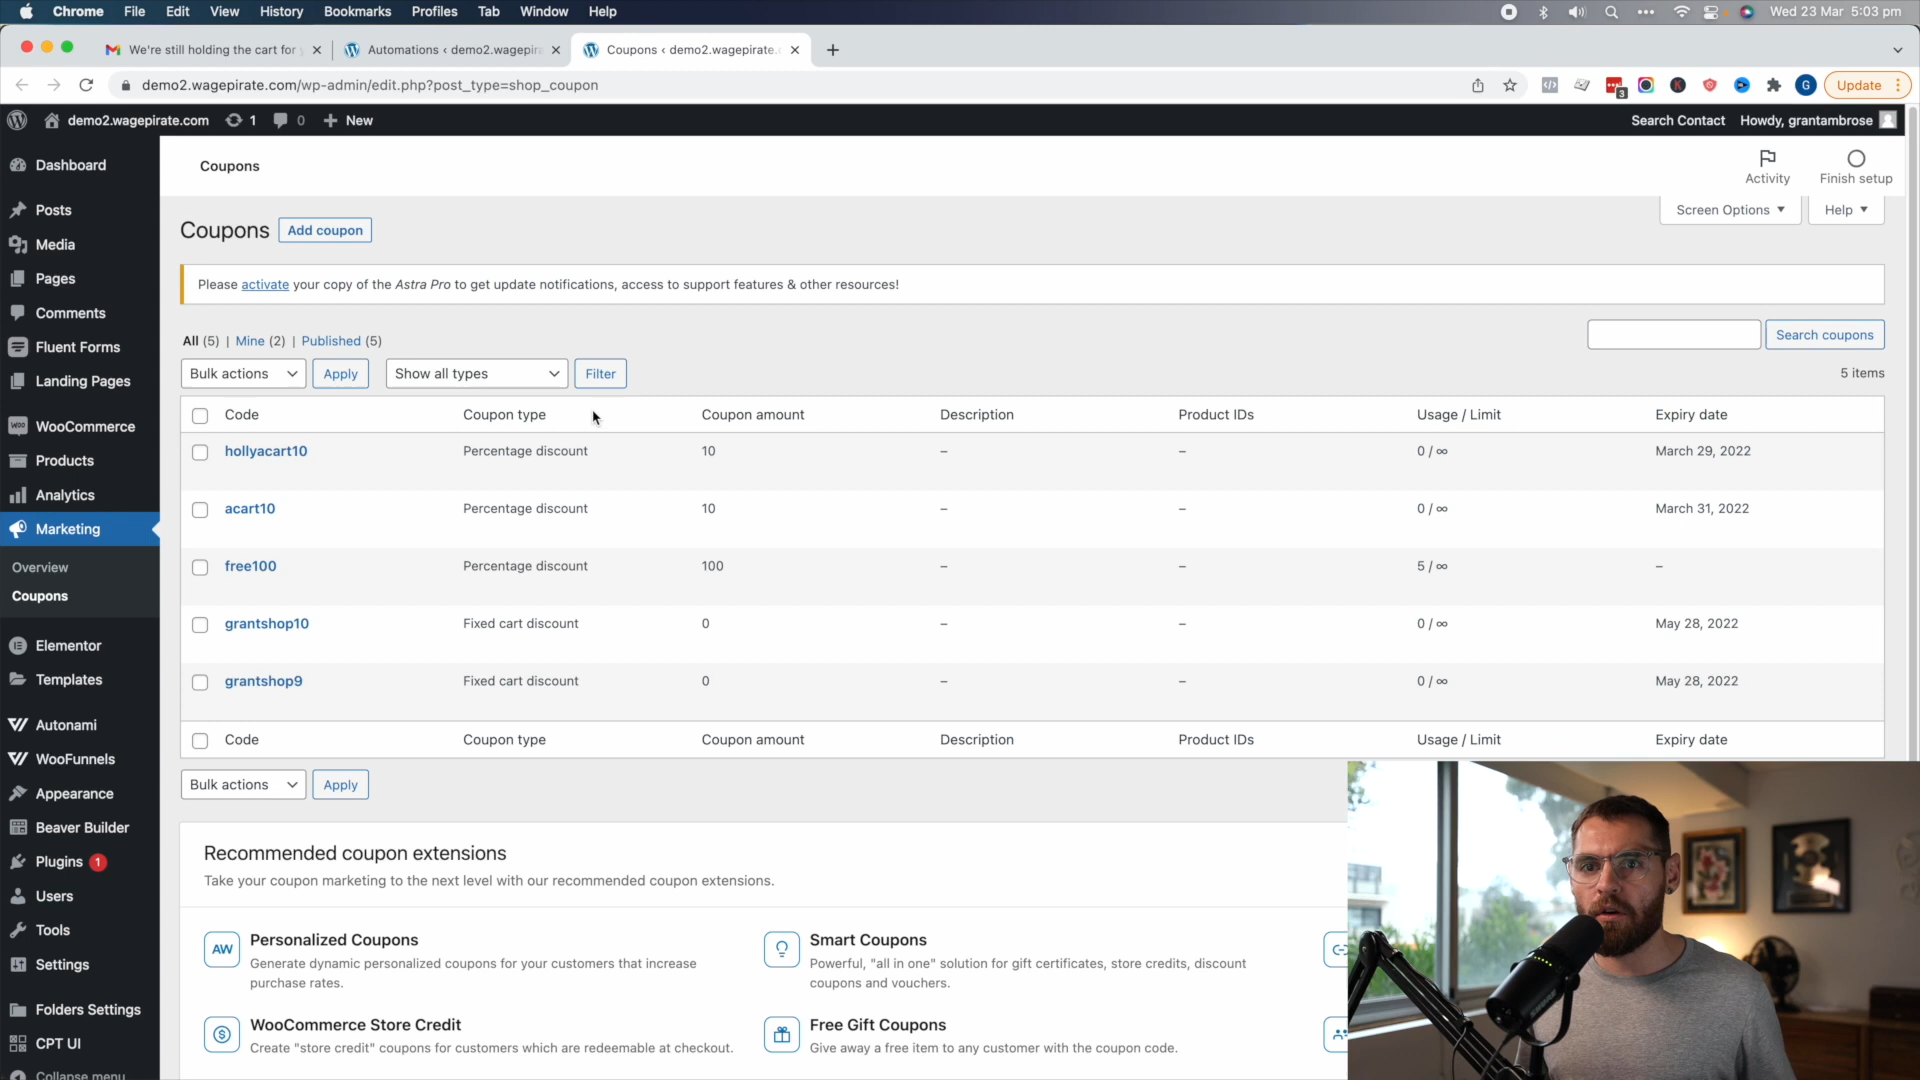 Chrome File Edit View History Bookmarks Profiles Tab Window Help Wed 23 Mar 5:03 pm
We're still holding the cart for Automations < demo2.wagepira Coupons < demo2.wagepirate.
demo2.wagepirate.com/wp-admin/edit.php?post_type=shop_coupon 3 K G Update
demo2.wagepirate.com 1 0 New Search Contact Howdy, grantambrose
Dashboard
Posts
Media
Pages
Comments
Fluent Forms
Landing Pages
WOO WooCommerce
Products
Analytics
Marketing
Overview
Coupons
Elementor
Templates
Autonami
WooFunnels
Appearance
Beaver Builder
Plugins 1
Users
Tools
Settings
Folders Settings
CPT UI
Collapse menu
Coupons
Activity
Finish setup
Screen Options
Help
Coupons Add coupon
Please activate your copy of the Astra Pro to get update notifications, access to support features & other resources!
All (5) | Mine (2) | Published (5)
Search coupons
Bulk actions Apply Show all types Filter
5 items
Code Coupon type Coupon amount Description Product IDs Usage / Limit Expiry date
hollyacart10 Percentage discount 10 – – 0 / ∞ March 29, 2022
acart10 Percentage discount 10 – – 0 / ∞ March 31, 2022
free100 Percentage discount 100 – – 5 / ∞ –
grantshop10 Fixed cart discount 0 – – 0 / ∞ May 28, 2022
grantshop9 Fixed cart discount 0 – – 0 / ∞ May 28, 2022
Code Coupon type Coupon amount Description Product IDs Usage / Limit Expiry date
Bulk actions Apply
Recommended coupon extensions
Take your coupon marketing to the next level with our recommended coupon extensions.
AW Personalized Coupons
Generate dynamic personalized coupons for your customers that increase
purchase rates.
Smart Coupons
Powerful, "all in one" solution for gift certificates, store credits, discount
coupons and vouchers.
WooCommerce Store Credit
Create "store credit" coupons for customers which are redeemable at checkout.
Free Gift Coupons
Give away a free item to any customer with the coupon code.